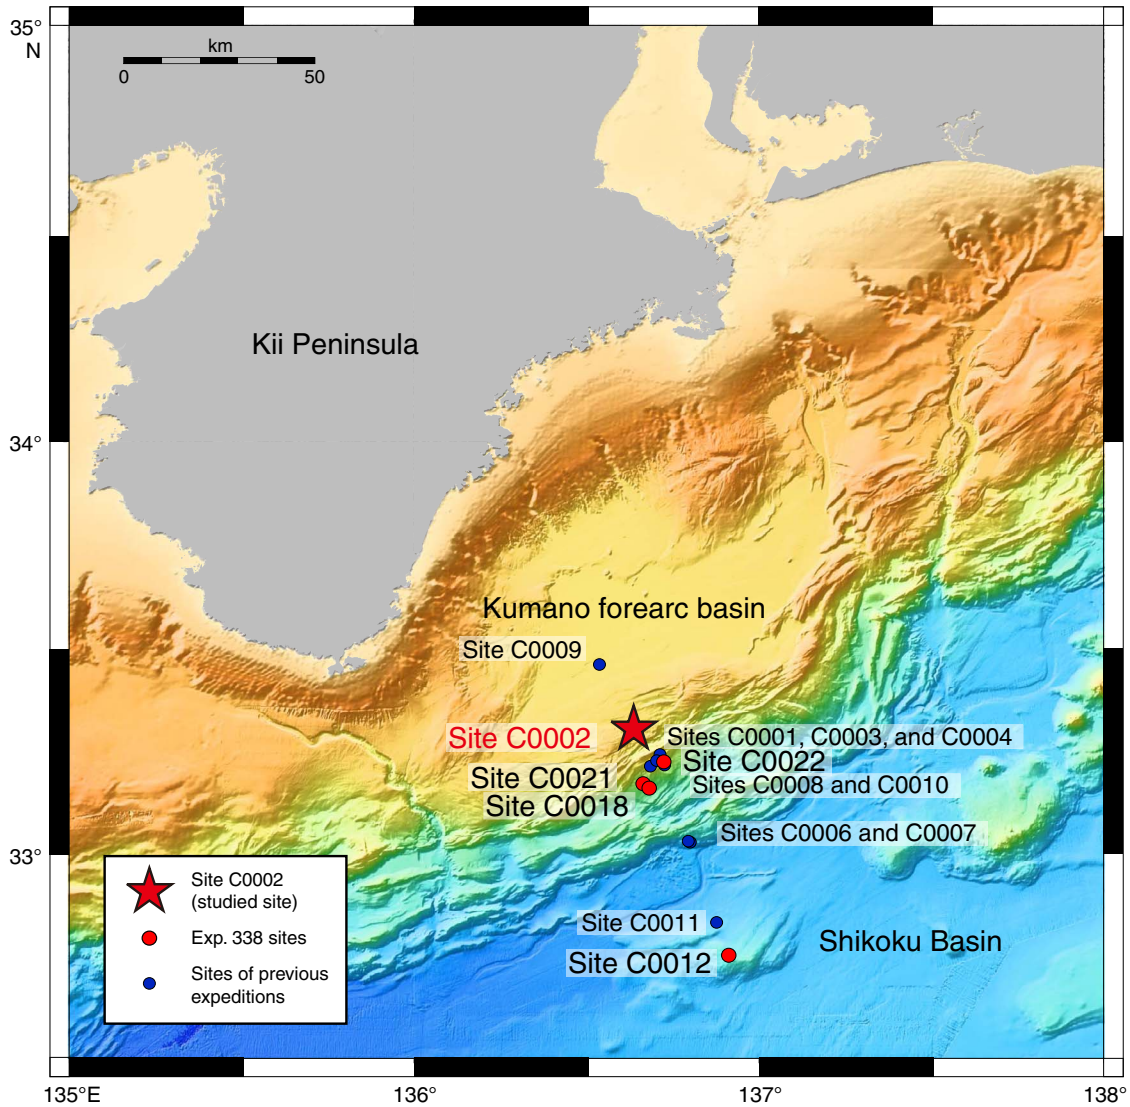 35°
N
km
0
50
Kii Peninsula
34°
Kumano forearc basin
Site C0009
Site C0002
Sites C0001, C0003, and C0004
Site C0022
Site C0021
Sites C0008 and C0010
Site C0018
Sites C0006 and C0007
33°
Site C0002
(studied site)
Exp. 338 sites
Sites of previous
expeditions
Site C0011
Shikoku Basin
Site C0012
135°E
136°
137°
138°